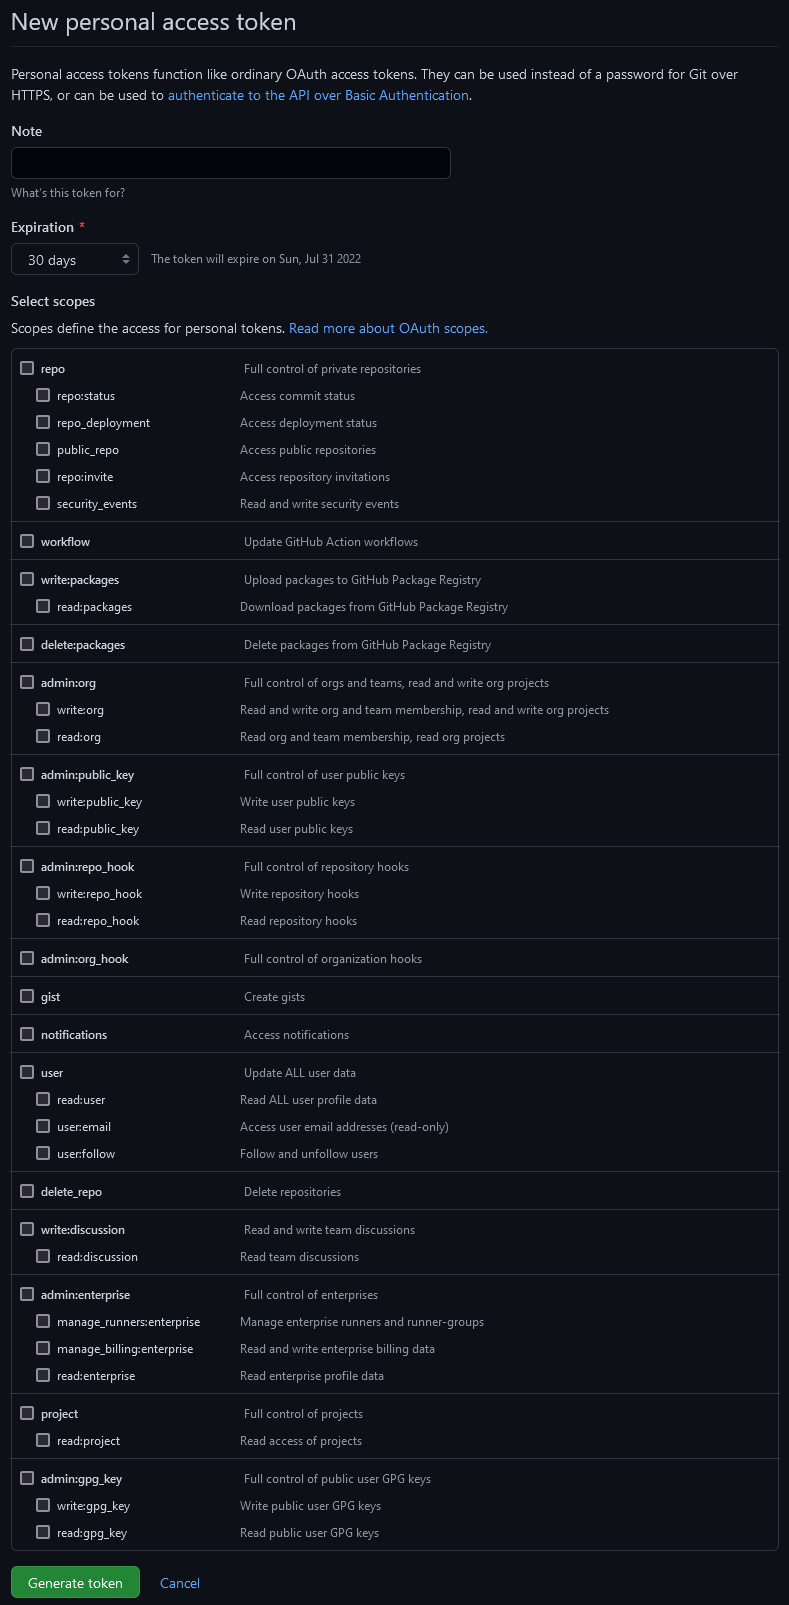 New personal access token
Personal access tokens function like ordinary OAuth access tokens. They can be used instead of a password for Git over
HTTPS, or can be used to authenticate to the API over Basic Authentication.
Note
What's this token for?
Expiration *
30 days The token will expire on Sun, Jul 31 2022
Select scopes
Scopes define the access for personal tokens. Read more about OAuth scopes.
repo Full control of private repositories
repo:status Access commit status
repo_deployment Access deployment status
public_repo Access public repositories
repo:invite Access repository invitations
security_events Read and write security events
workflow Update GitHub Action workflows
write:packages Upload packages to GitHub Package Registry
read:packages Download packages from GitHub Package Registry
delete:packages Delete packages from GitHub Package Registry
admin:org Full control of orgs and teams, read and write org projects
write:org Read and write org and team membership, read and write org projects
read:org Read org and team membership, read org projects
admin:public_key Full control of user public keys
write:public_key Write user public keys
read:public_key Read user public keys
admin:repo_hook Full control of repository hooks
write:repo_hook Write repository hooks
read:repo_hook Read repository hooks
admin:org_hook Full control of organization hooks
gist Create gists
notifications Access notifications
user Update ALL user data
read:user Read ALL user profile data
user:email Access user email addresses (read-only)
user:follow Follow and unfollow users
delete_repo Delete repositories
write:discussion Read and write team discussions
read:discussion Read team discussions
admin:enterprise Full control of enterprises
manage_runners:enterprise Manage enterprise runners and runner-groups
manage_billing:enterprise Read and write enterprise billing data
read:enterprise Read enterprise profile data
project Full control of projects
read:project Read access of projects
admin:gpg_key Full control of public user GPG keys
write:gpg_key Write public user GPG keys
read:gpg_key Read public user GPG keys
Generate token Cancel